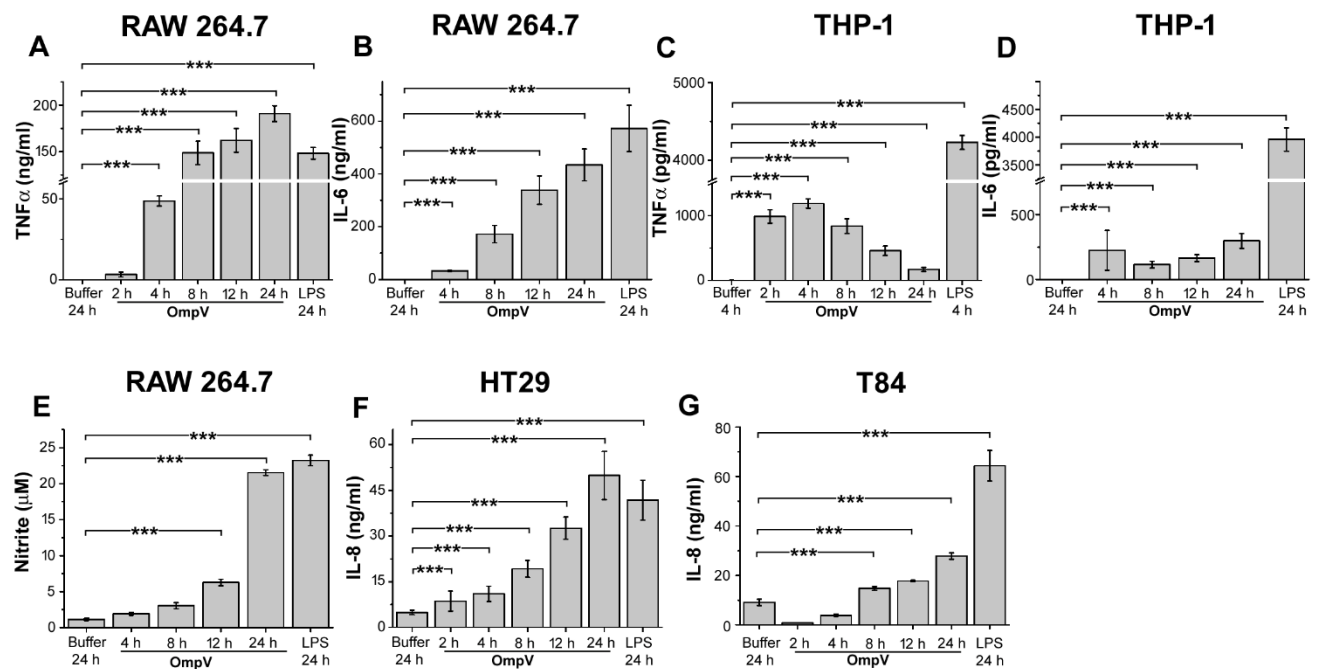 RAW 264.7
A
TNFα (ng/ml)
200
150
50
0
***
***
***
***
***
Buffer 2 h 4 h 8 h 12 h 24 h LPS
24 h OmpV 24 h
RAW 264.7
B
IL-6 (ng/ml)
600
400
200
0
***
***
***
***
***
Buffer 4 h 8 h 12 h 24 h LPS
24 h OmpV 24 h
THP-1
C
TNFα (pg/ml)
5000
4000
1000
0
***
***
***
***
***
***
Buffer 2 h 4 h 8 h 12 h 24 h LPS
4 h OmpV 4 h
THP-1
D
IL-6 (pg/ml)
4500
4000
3500
500
0
***
***
***
***
***
Buffer 4 h 8 h 12 h 24 h LPS
24 h OmpV 24 h
RAW 264.7
E
Nitrite (μM)
25
20
15
10
5
0
***
***
***
Buffer 4 h 8 h 12 h 24 h LPS
24 h OmpV 24 h
HT29
F
IL-8 (ng/ml)
60
45
30
15
0
***
***
***
***
***
***
Buffer 2 h 4 h 8 h 12 h 24 h LPS
24 h OmpV 24 h
T84
G
IL-8 (ng/ml)
80
60
40
20
0
***
***
***
***
Buffer 2 h 4 h 8 h 12 h 24 h LPS
24 h OmpV 24 h